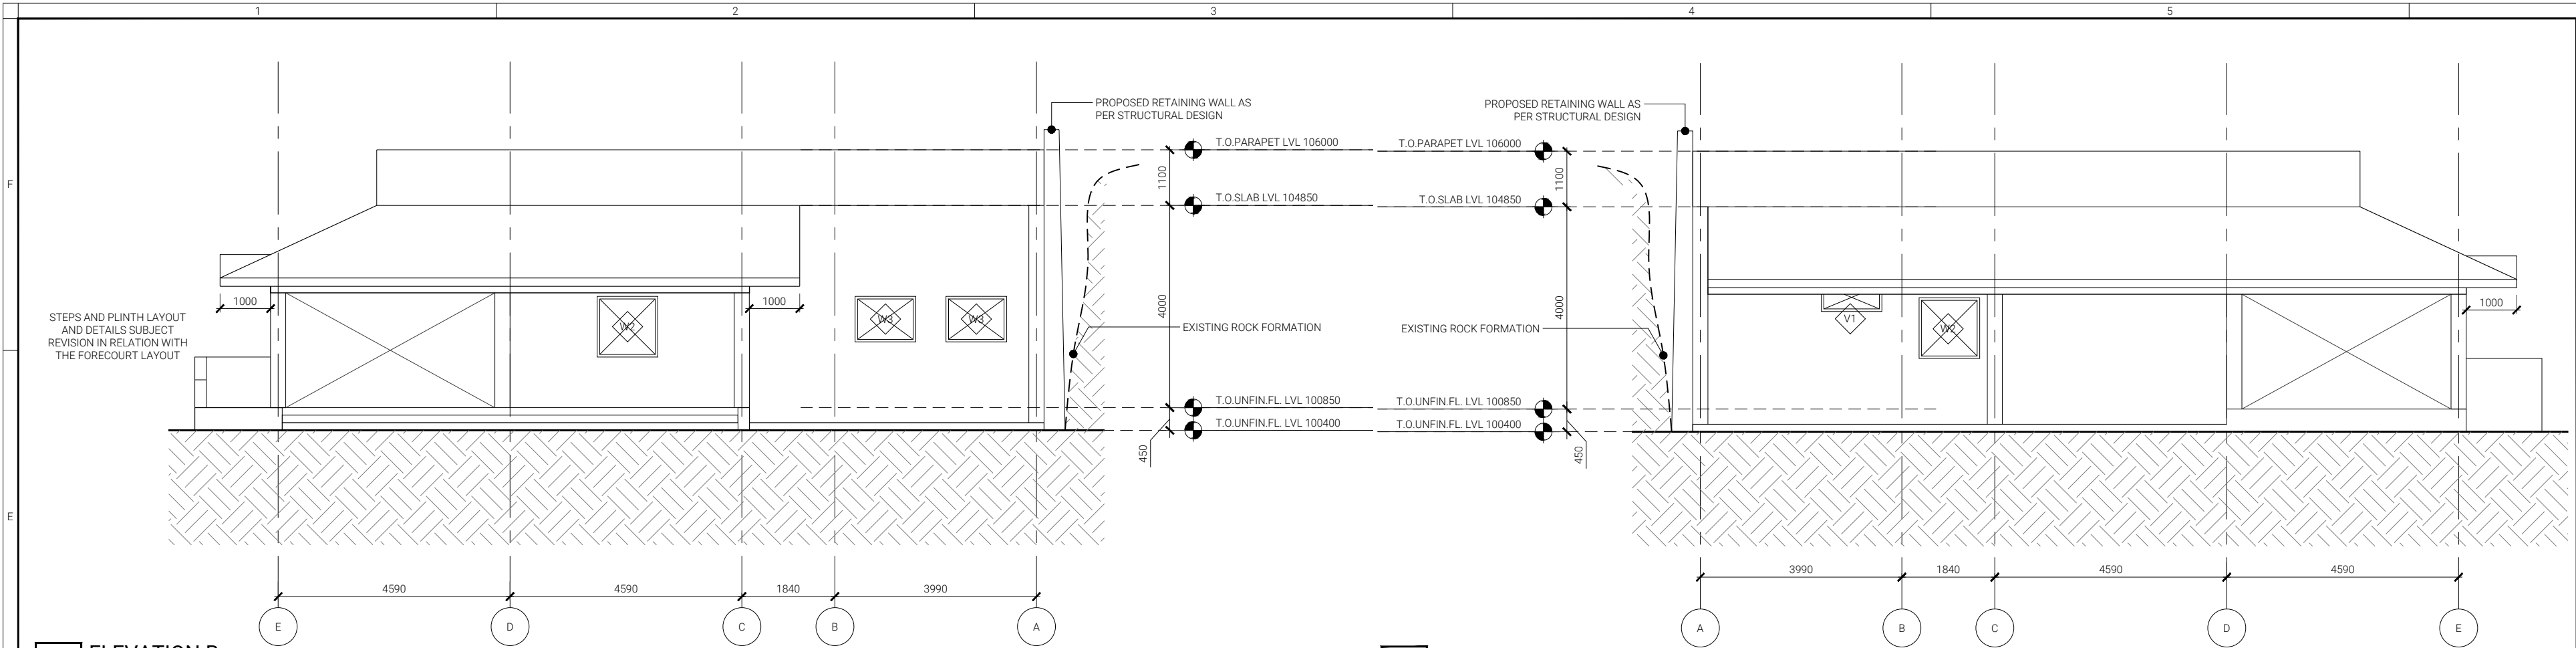 1 2 3 4 5
F
E
PROPOSED RETAINING WALL AS
PER STRUCTURAL DESIGN
T.O.PARAPET LVL 106000
1100
T.O.SLAB LVL 104850
4000
EXISTING ROCK FORMATION
T.O.UNFIN.FL. LVL 100850
T.O.UNFIN.FL. LVL 100400
450
STEPS AND PLINTH LAYOUT
AND DETAILS SUBJECT
REVISION IN RELATION WITH
THE FORECOURT LAYOUT
1000
1000
W2
W3
W3
4590 4590 1840 3990
E D C B A
PROPOSED RETAINING WALL AS
PER STRUCTURAL DESIGN
T.O.PARAPET LVL 106000
1100
T.O.SLAB LVL 104850
4000
EXISTING ROCK FORMATION
T.O.UNFIN.FL. LVL 100850
T.O.UNFIN.FL. LVL 100400
450
V1
W2
1000
3990 1840 4590 4590
A B C D E